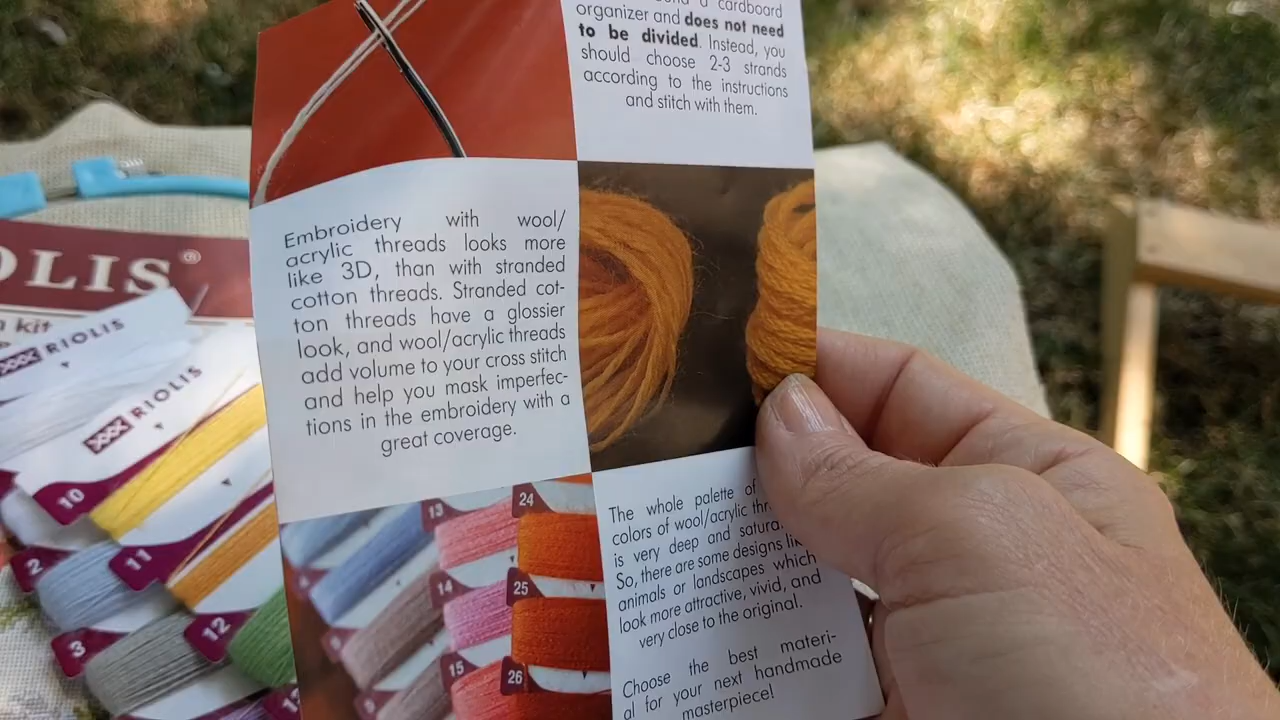 a cardboard
organizer and does not need
to be divided. Instead, you
should choose 2-3 strands
according to the instructions
and stitch with them.
Embroidery with wool/
acrylic threads looks more
like 3D, than with stranded
cotton threads. Stranded cot-
ton threads have a glossier
look, and wool/acrylic threads
add volume to your cross stitch
and help you mask imperfec-
tions in the embroidery with a
great coverage.
The whole palette of
colors of wool/acrylic thr
is very deep and satura
So, there are some designs lik
animals or landscapes which
look more attractive, vivid, and
very close to the original.
Choose the best materi-
al for your next handmade
masterpiece!
OLIS®
kit
RIOLIS
RIOLIS
10
11
2
12
3
13
24
14
25
15
26